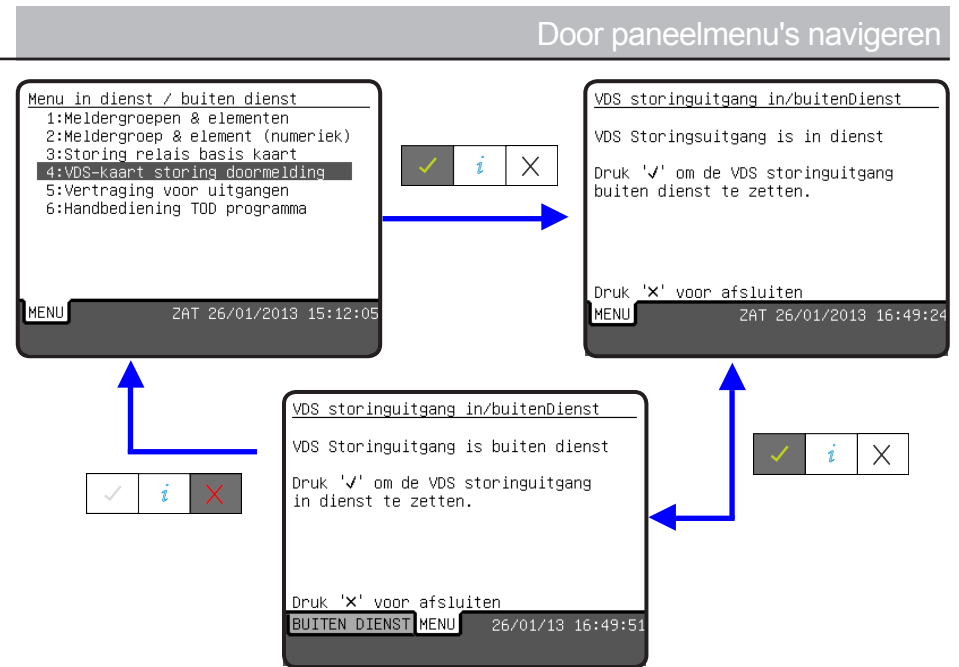 Door paneelmenu's navigeren
Menu in dienst / buiten dienst
1:Meldergroepen & elementen
2:Meldergroep & element (numeriek)
3:Storing relais basis kaart
4:VDS-kaart storing doormelding
5:Vertraging voor uitgangen
6:Handbediening TOD programma
MENU ZAT 26/01/2013 15:12:05
✓ i X
VDS storinguitgang in/buitenDienst
VDS Storingsuitgang is in dienst
Druk '✓' om de VDS storinguitgang
buiten dienst te zetten.
Druk 'X' voor afsluiten
MENU ZAT 26/01/2013 16:49:24
✓ i X
VDS storinguitgang in/buitenDienst
VDS Storinguitgang is buiten dienst
Druk '✓' om de VDS storinguitgang
in dienst te zetten.
Druk 'X' voor afsluiten
BUITEN DIENST MENU 26/01/13 16:49:51
✓ i X